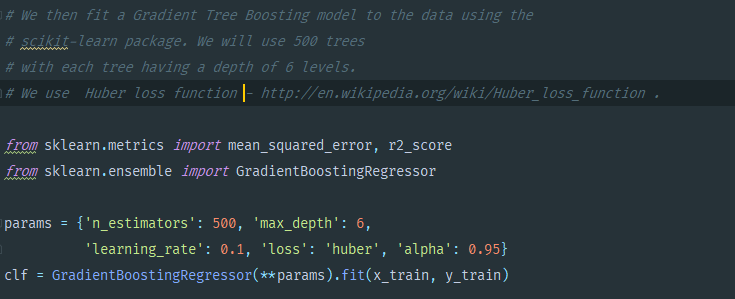 # We then fit a Gradient Tree Boosting model to the data using the
# scikit-learn package. We will use 500 trees
# with each tree having a depth of 6 levels.
# We use  Huber loss function - http://en.wikipedia.org/wiki/Huber_loss_function .
from sklearn.metrics import mean_squared_error, r2_score
from sklearn.ensemble import GradientBoostingRegressor
params = {'n_estimators': 500, 'max_depth': 6,
'learning_rate': 0.1, 'loss': 'huber', 'alpha': 0.95}
clf = GradientBoostingRegressor(**params).fit(x_train, y_train)